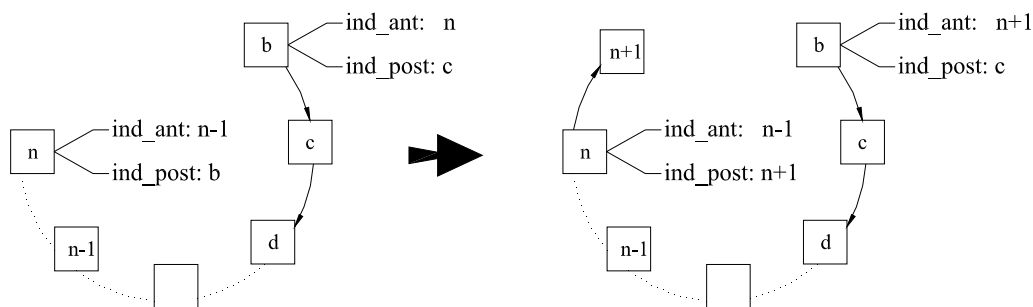 b
ind_ant: n
ind_post: c
n
ind_ant: n-1
ind_post: b
c
d
n-1
n+1
b
ind_ant: n+1
ind_post: c
n
ind_ant: n-1
ind_post: n+1
c
d
n-1